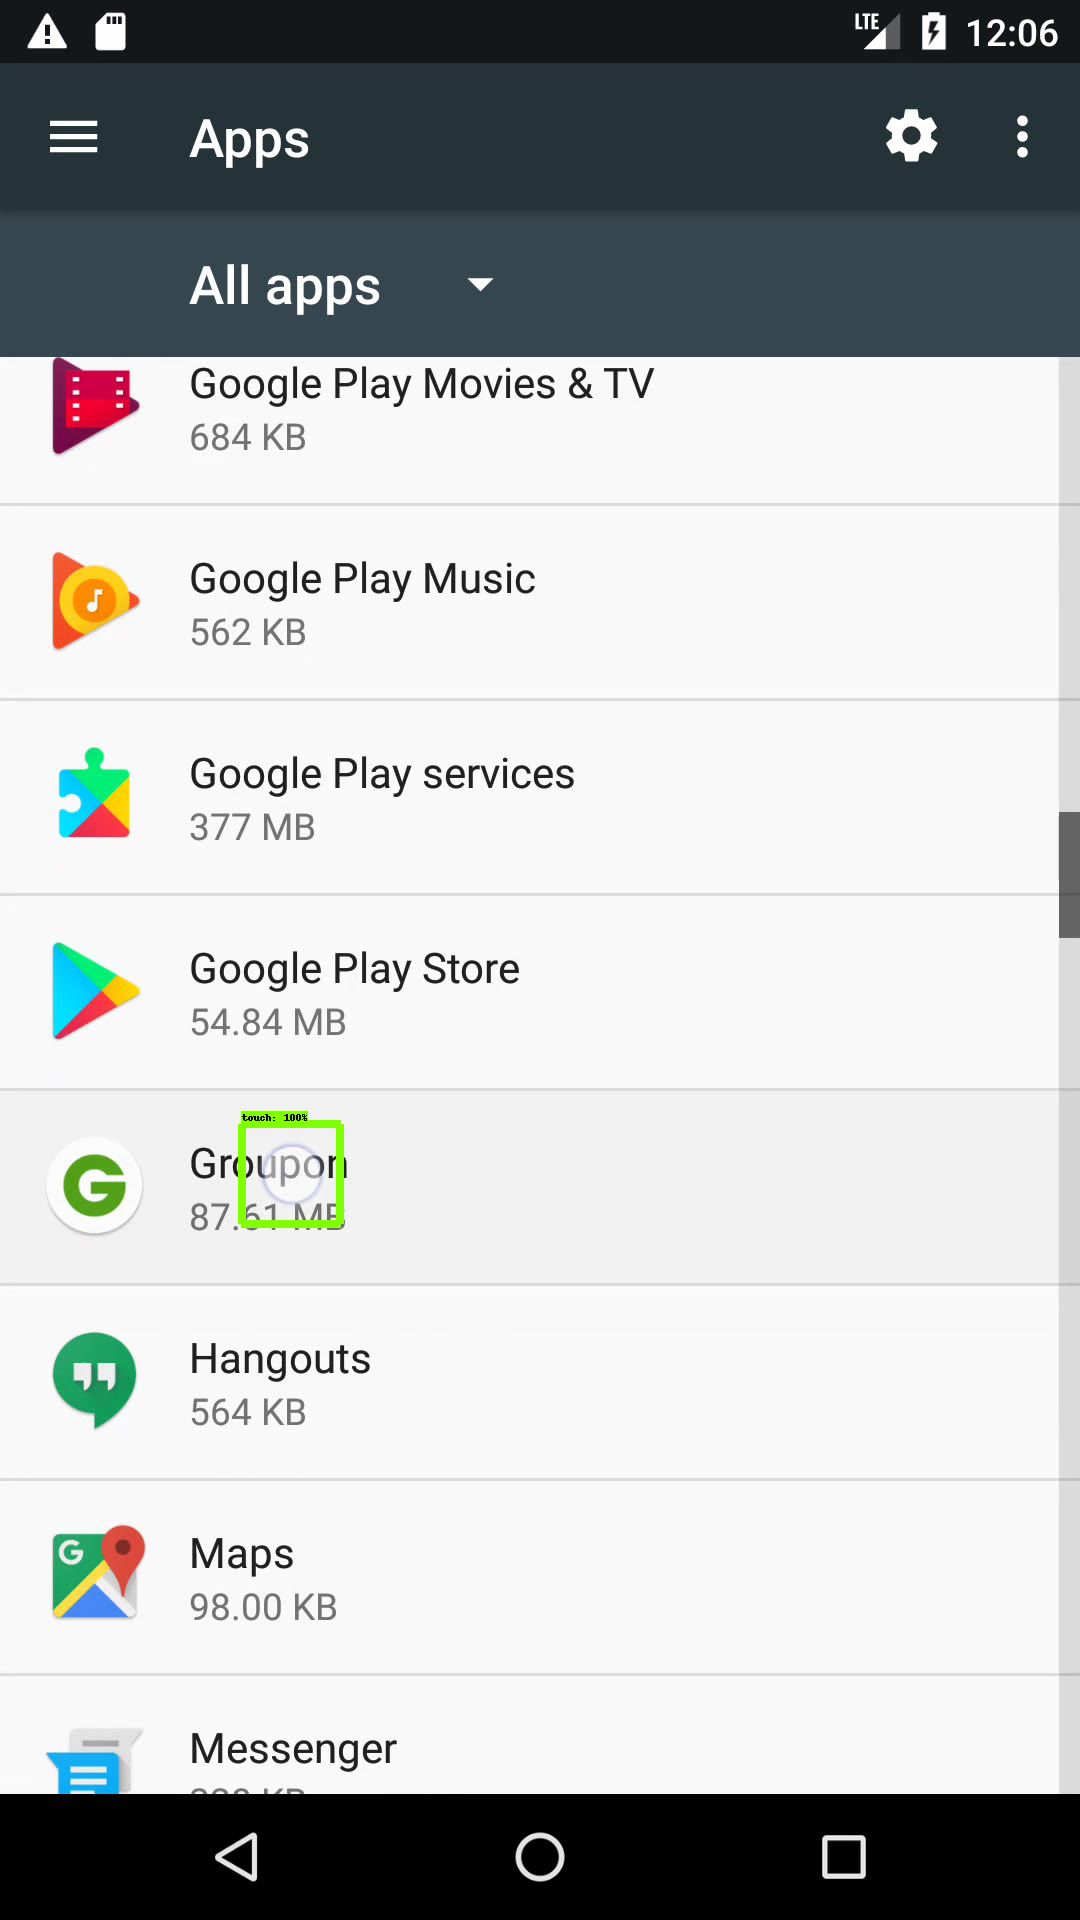 LTE 12:06
Apps
All apps
Google Play Movies & TV
684 KB
Google Play Music
562 KB
Google Play services
377 MB
Google Play Store
54.84 MB
touch: 100%
Groupon
87.61 MB
Hangouts
564 KB
Maps
98.00 KB
Messenger